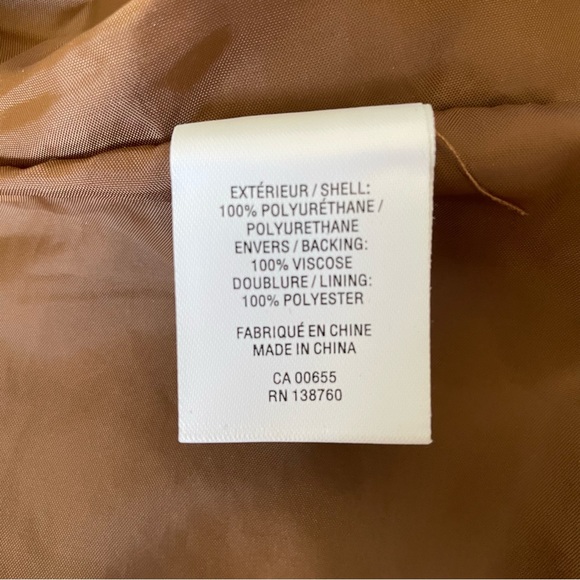 EXTÉRIEUR / SHELL:
100% POLYURÉTHANE /
POLYURETHANE
ENVERS / BACKING:
100% VISCOSE
DOUBLURE / LINING:
100% POLYESTER
FABRIQUÉ EN CHINE
MADE IN CHINA
CA 00655
RN 138760